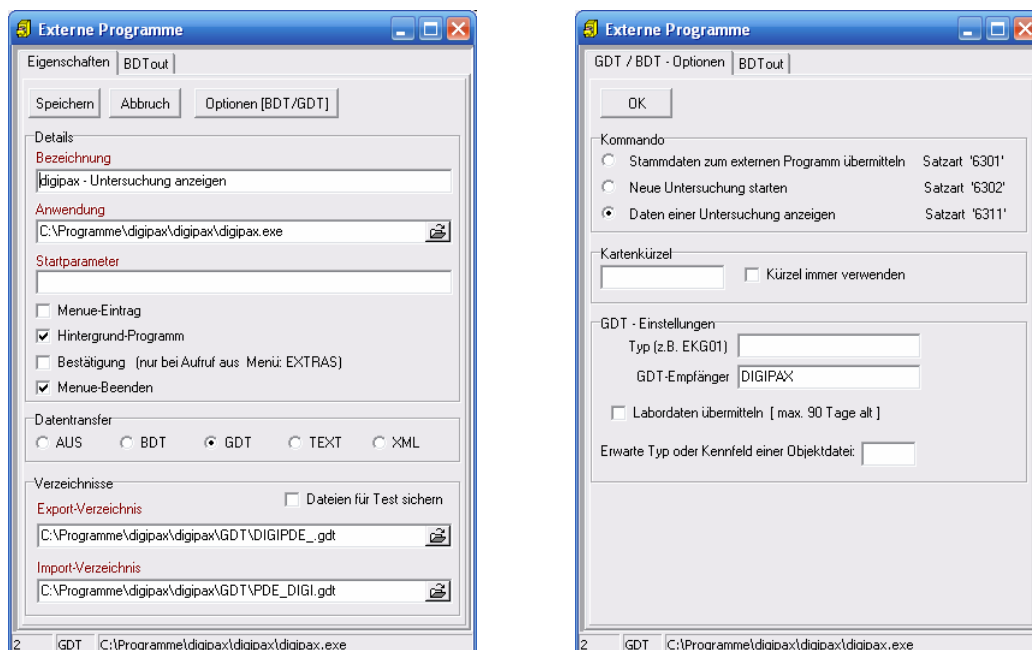 Externe Programme
Eigenschaften BDTout
Speichern Abbruch Optionen [BDT/GDT]
Details
Bezeichnung
digipax - Untersuchung anzeigen
Anwendung
C:\Programme\digipax\digipax\digipax.exe
Startparameter
Menue-Eintrag
Hintergrund-Programm
Bestätigung (nur bei Aufruf aus Menü: EXTRAS)
Menue-Beenden
Datentransfer
AUS BDT GDT TEXT XML
Verzeichnisse
Dateien für Test sichern
Export-Verzeichnis
C:\Programme\digipax\digipax\GDT\DIGIPDE_.gdt
Import-Verzeichnis
C:\Programme\digipax\digipax\GDT\PDE_DIGI.gdt
2 GDT C:\Programme\digipax\digipax\digipax.exe
Externe Programme
GDT / BDT - Optionen BDTout
OK
Kommando
Stammdaten zum externen Programm übermitteln Satzart '6301'
Neue Untersuchung starten Satzart '6302'
Daten einer Untersuchung anzeigen Satzart '6311'
Kartenkürzel
Kürzel immer verwenden
GDT - Einstellungen
Typ (z.B. EKG01)
GDT-Empfänger DIGIPAX
Labordaten übermitteln [ max. 90 Tage alt ]
Erwarte Typ oder Kennfeld einer Objektdatei:
2 GDT C:\Programme\digipax\digipax\digipax.exe